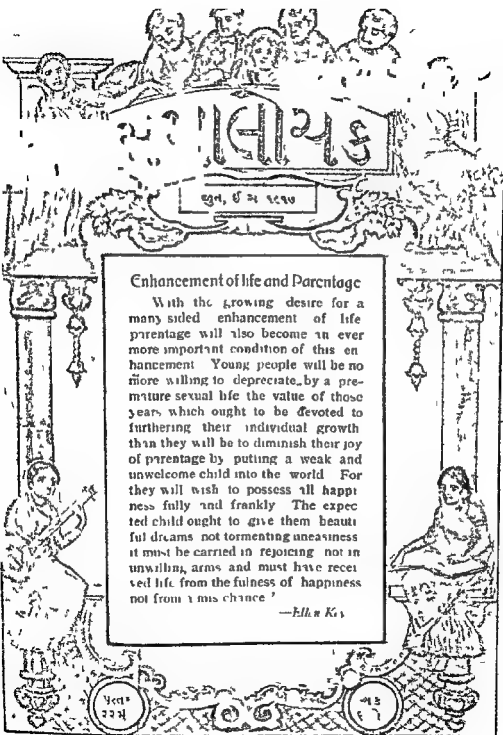 સમાલોચક
જુન, ઈ સ ૧૯૧૭
Enhancement of life and Parentage
With the growing desire for a
many sided enhancement of life
parentage will also become an ever
more important condition of this en
hancement Young people will be no
more willing to depreciate by a pre-
mature sexual life the value of those
years which ought to be devoted to
furthering their individual growth
than they will be to diminish their joy
of parentage by putting a weak and
unwelcome child into the world For
they will wish to possess all happi
ness fully and frankly The expec
ted child ought to give them beauti
ful dreams not tormenting uneasiness
it must be carried in rejoicing not in
unwilling arms and must have recei
ved life from the fulness of happiness
not from a mis chance '
—Ellen Key
પુસ્તક
૨૨મું
અંક